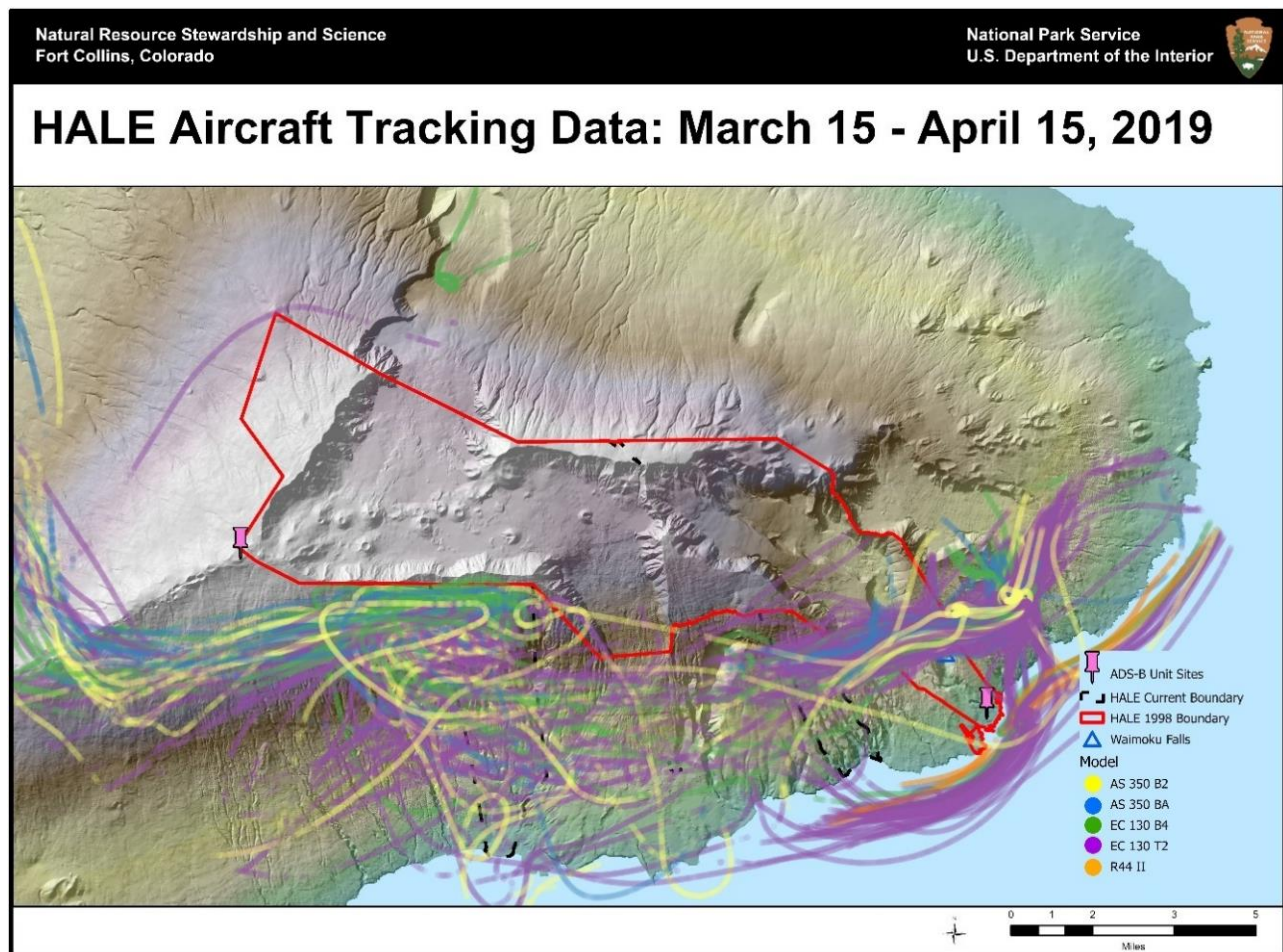 Natural Resource Stewardship and Science
Fort Collins, Colorado
National Park Service
U.S. Department of the Interior
HALE Aircraft Tracking Data: March 15 - April 15, 2019
ADS-B Unit Sites
HALE Current Boundary
HALE 1998 Boundary
Waimoku Falls
Model
AS 350 B2
AS 350 BA
EC 130 B4
EC 130 T2
R44 II
0 1 2 3 4 5
Miles